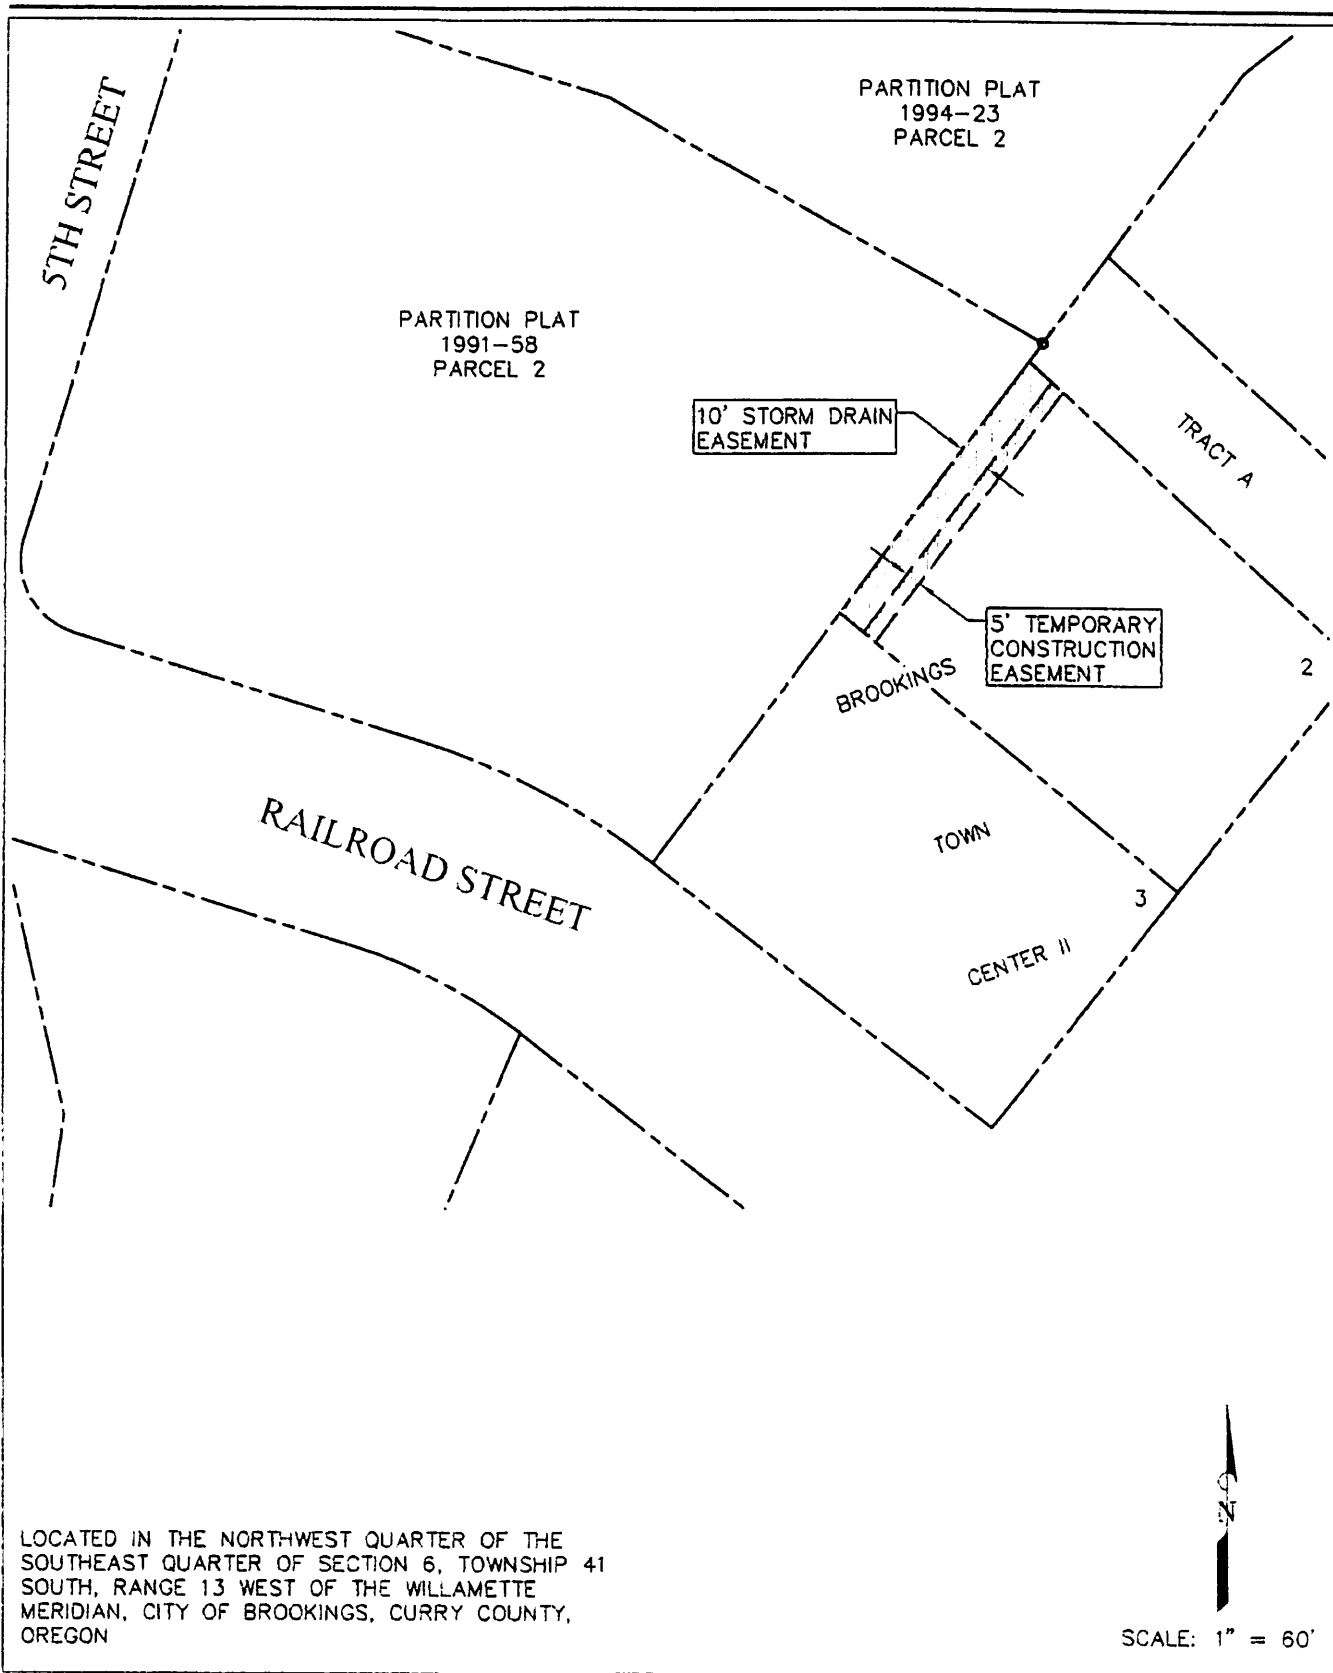 PARTITION PLAT
1994-23
PARCEL 2
5TH STREET
PARTITION PLAT
1991-58
PARCEL 2
10' STORM DRAIN
EASEMENT
TRACT A
5' TEMPORARY
CONSTRUCTION
EASEMENT
2
BROOKINGS
RAILROAD STREET
TOWN
3
CENTER II
N
LOCATED IN THE NORTHWEST QUARTER OF THE
SOUTHEAST QUARTER OF SECTION 6, TOWNSHIP 41
SOUTH, RANGE 13 WEST OF THE WILLAMETTE
MERIDIAN, CITY OF BROOKINGS, CURRY COUNTY,
OREGON
SCALE: 1" = 60'